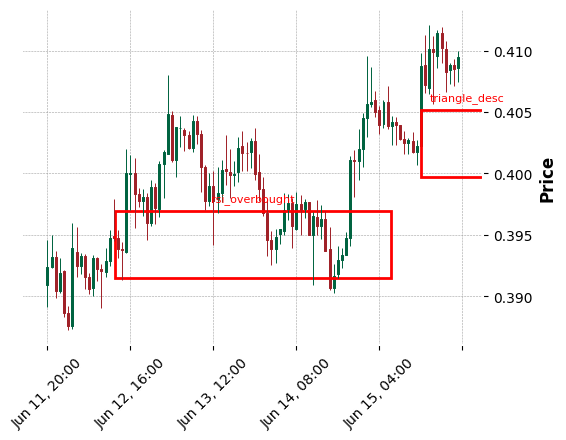 0.410
triangle_desc
0.405
0.400
rsi_overbought
0.395
0.390
Price
Jun 11, 20:00
Jun 12, 16:00
Jun 13, 12:00
Jun 14, 08:00
Jun 15, 04:00